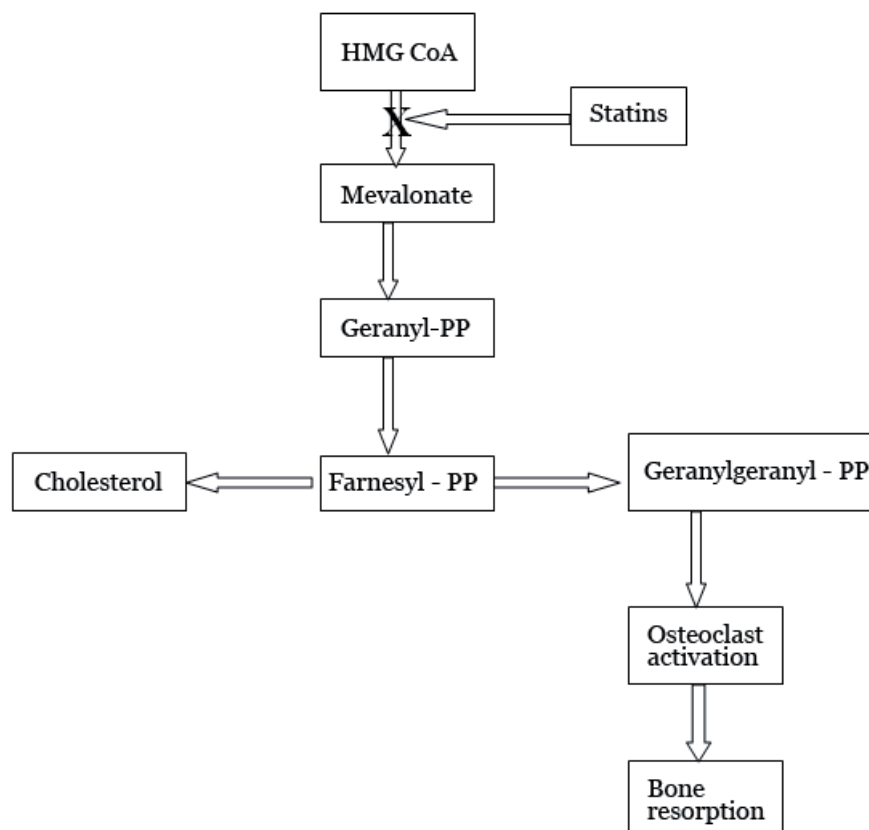 HMG CoA
X
Statins
Mevalonate
Geranyl-PP
Cholesterol
Farnesyl - PP
Geranylgeranyl - PP
Osteoclast
activation
Bone
resorption